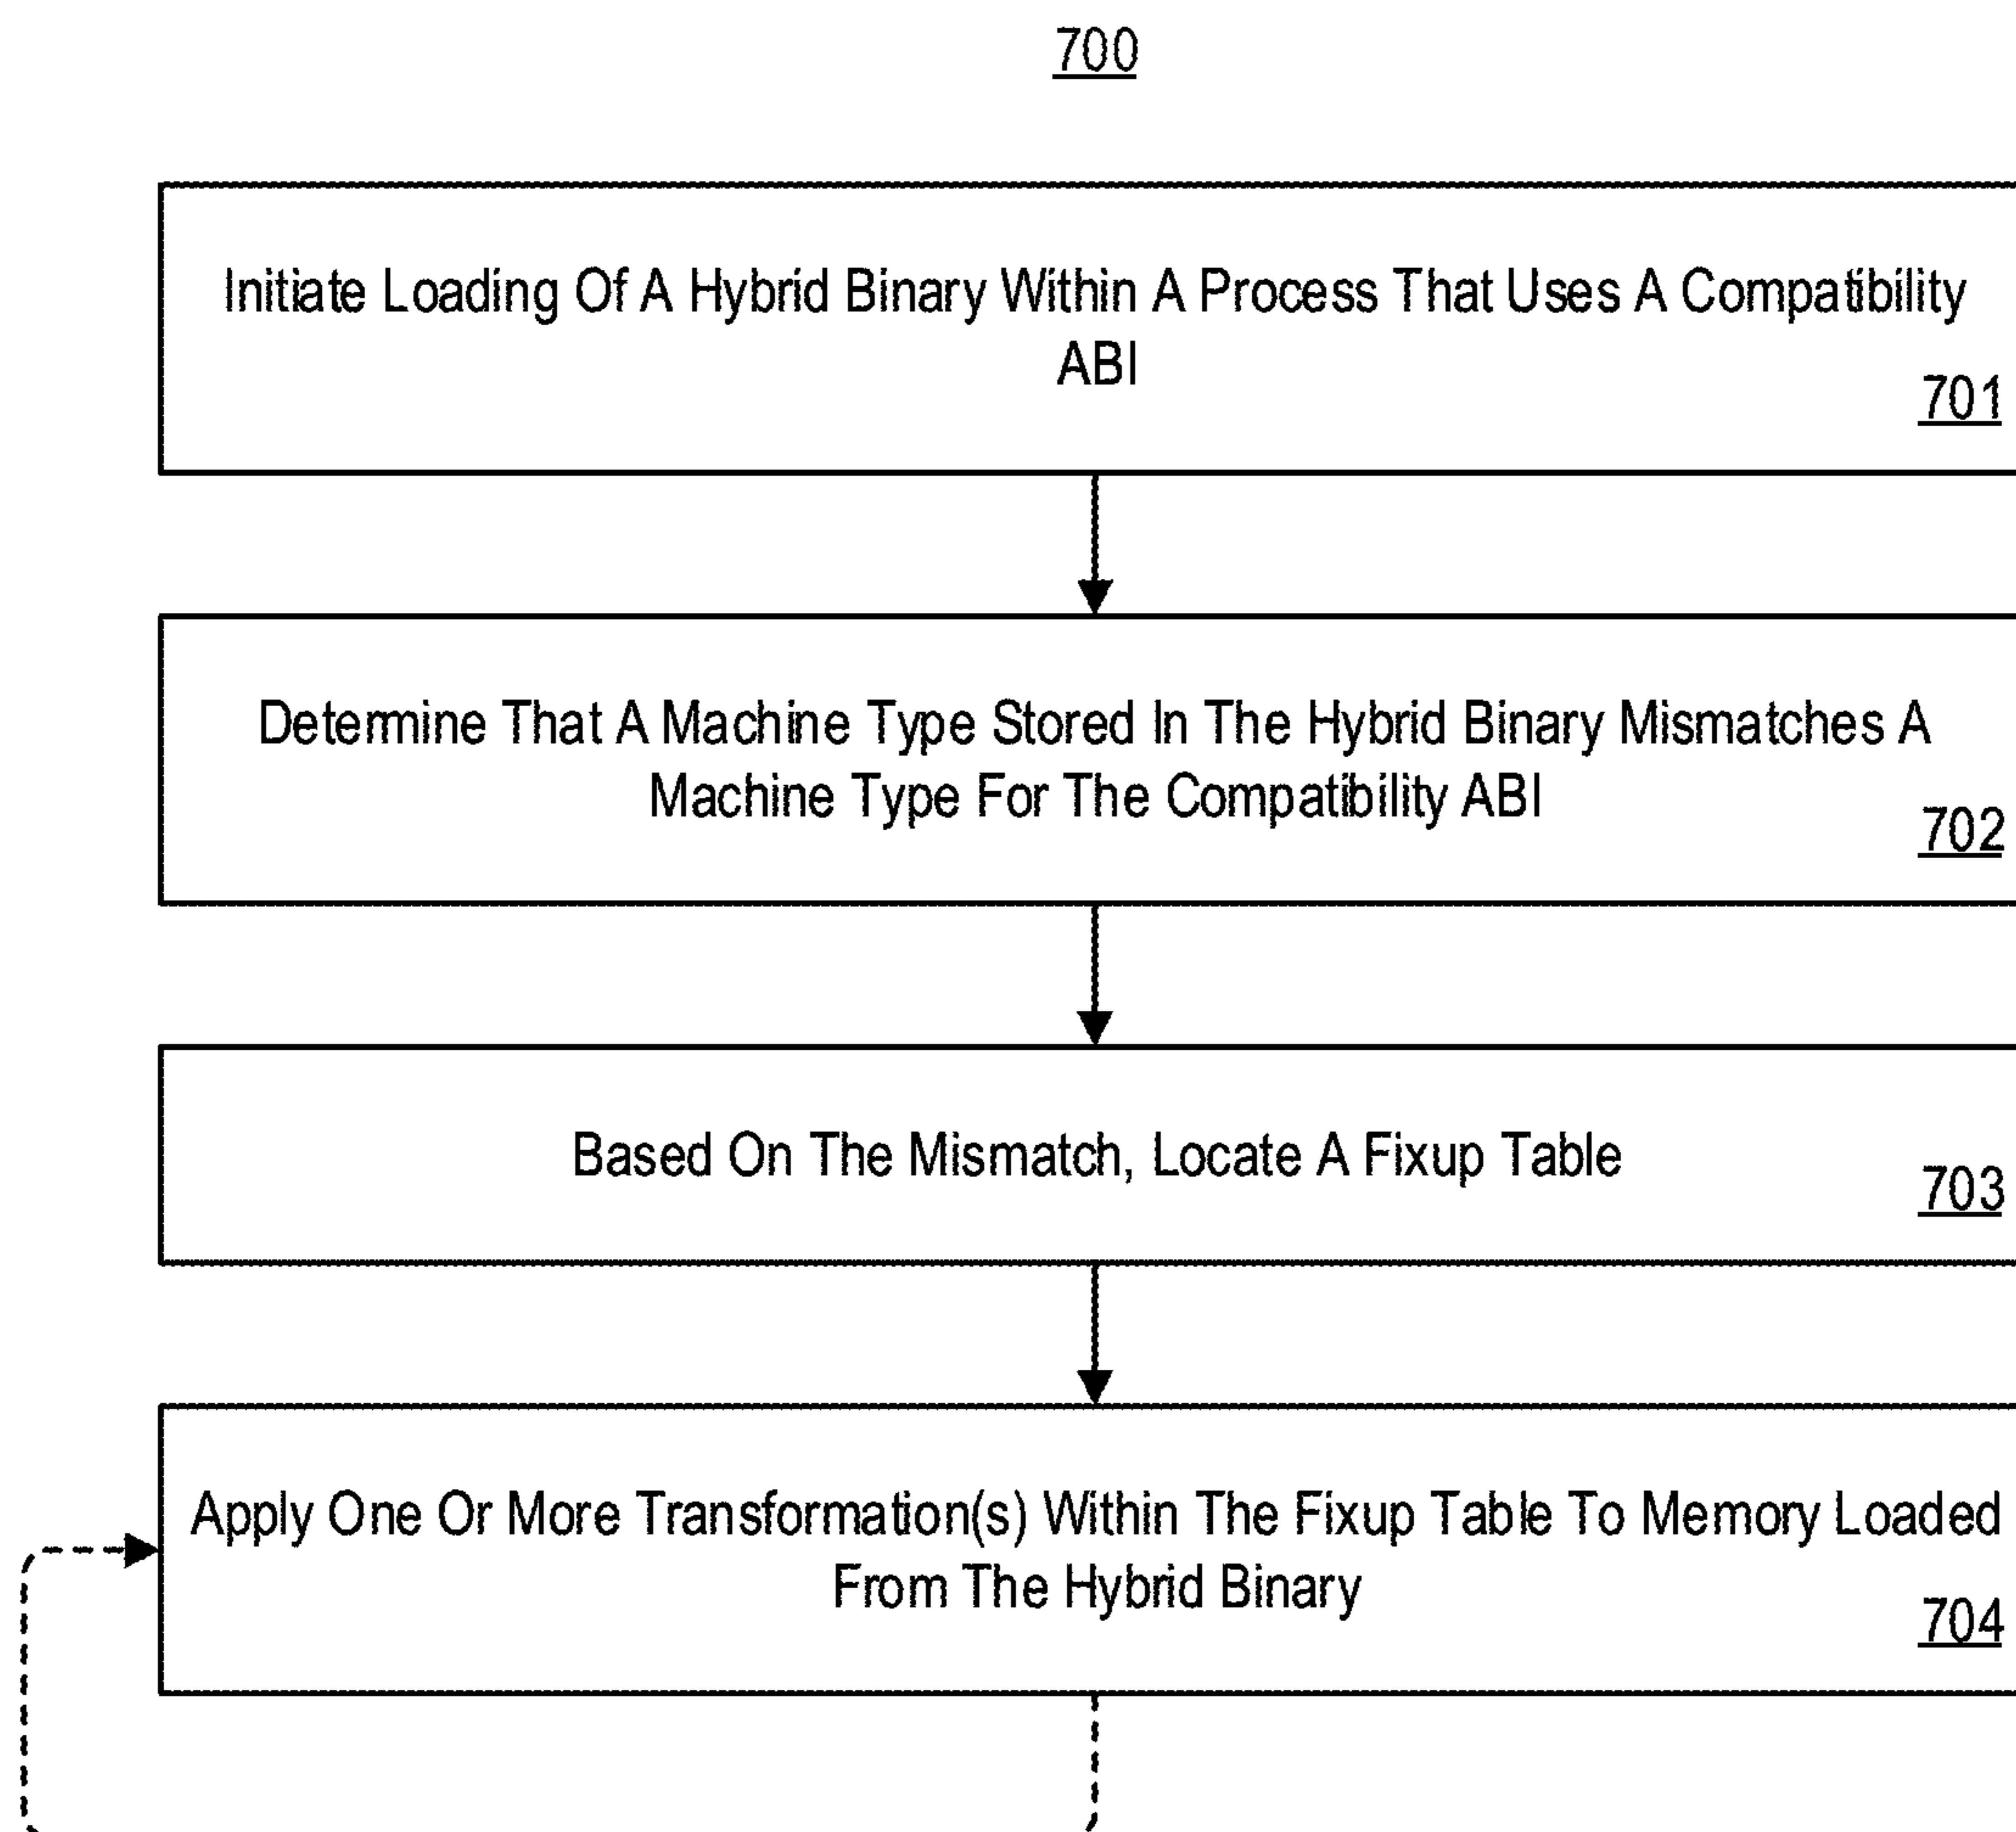 700
Initiate Loading Of A Hybrid Binary Within A Process That Uses A Compatibility
ABI
701
Determine That A Machine Type Stored In The Hybrid Binary Mismatches A
Machine Type For The Compatibility ABI
702
Based On The Mismatch, Locate A Fixup Table
703
Apply One Or More Transformation(s) Within The Fixup Table To Memory Loaded
From The Hybrid Binary
704